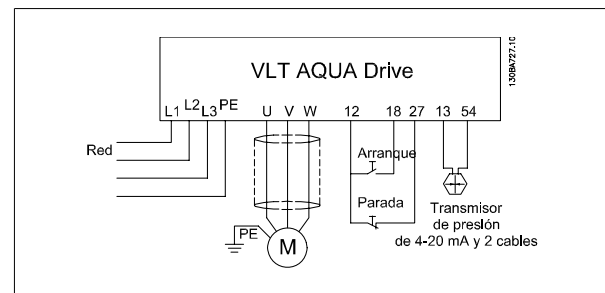 VLT AQUA Drive
130BA727.10
L1 L2 L3 PE U V W 12 18 27 13 54
Red
Arranque
Parada
PE
M
Transmisor
de presión
de 4-20 mA y 2 cables